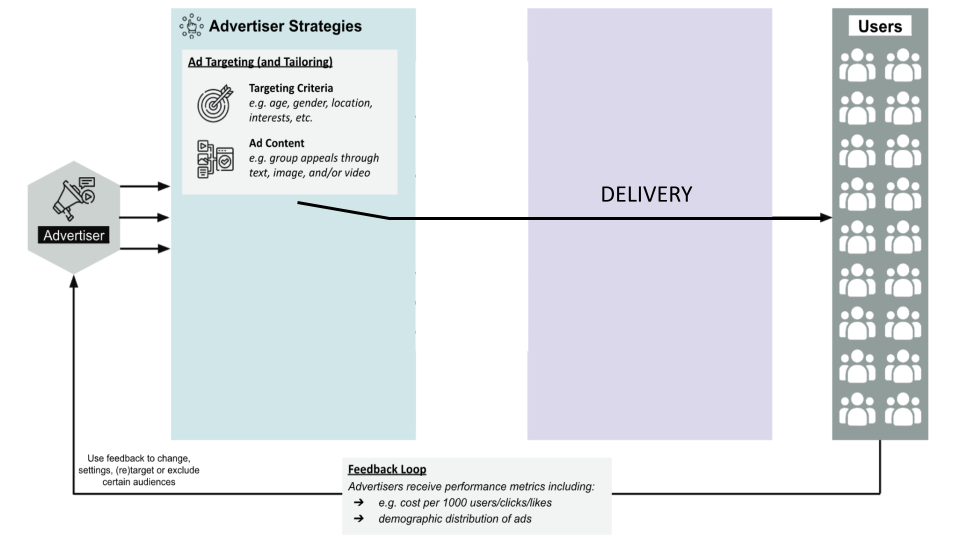 Advertiser Strategies
Users
Ad Targeting (and Tailoring)
Targeting Criteria
e.g. age, gender, location,
interests, etc.
Ad Content
e.g. group appeals through
text, image, and/or video
DELIVERY
Advertiser
Use feedback to change,
settings, (re)target or exclude
certain audiences
Feedback Loop
Advertisers receive performance metrics including:
➔ e.g. cost per 1000 users/clicks/likes
➔ demographic distribution of ads